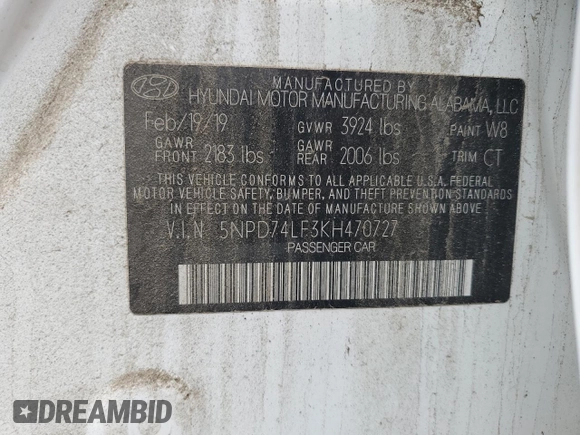 MANUFACTURED BY
HYUNDAI MOTOR MANUFACTURING ALABAMA, LLC
Feb/19/19 GVWR 3924 lbs PAINT W8
GAWR FRONT 2183 lbs GAWR REAR 2006 lbs TRIM CT
THIS VEHICLE CONFORMS TO ALL APPLICABLE U.S.A. FEDERAL
MOTOR VEHICLE SAFETY, BUMPER, AND THEFT PREVENTION STANDARDS
IN EFFECT ON THE DATE OF MANUFACTURE SHOWN ABOVE.
V.I.N 5NPD74LF3KH470727
PASSENGER CAR
DREAMBID